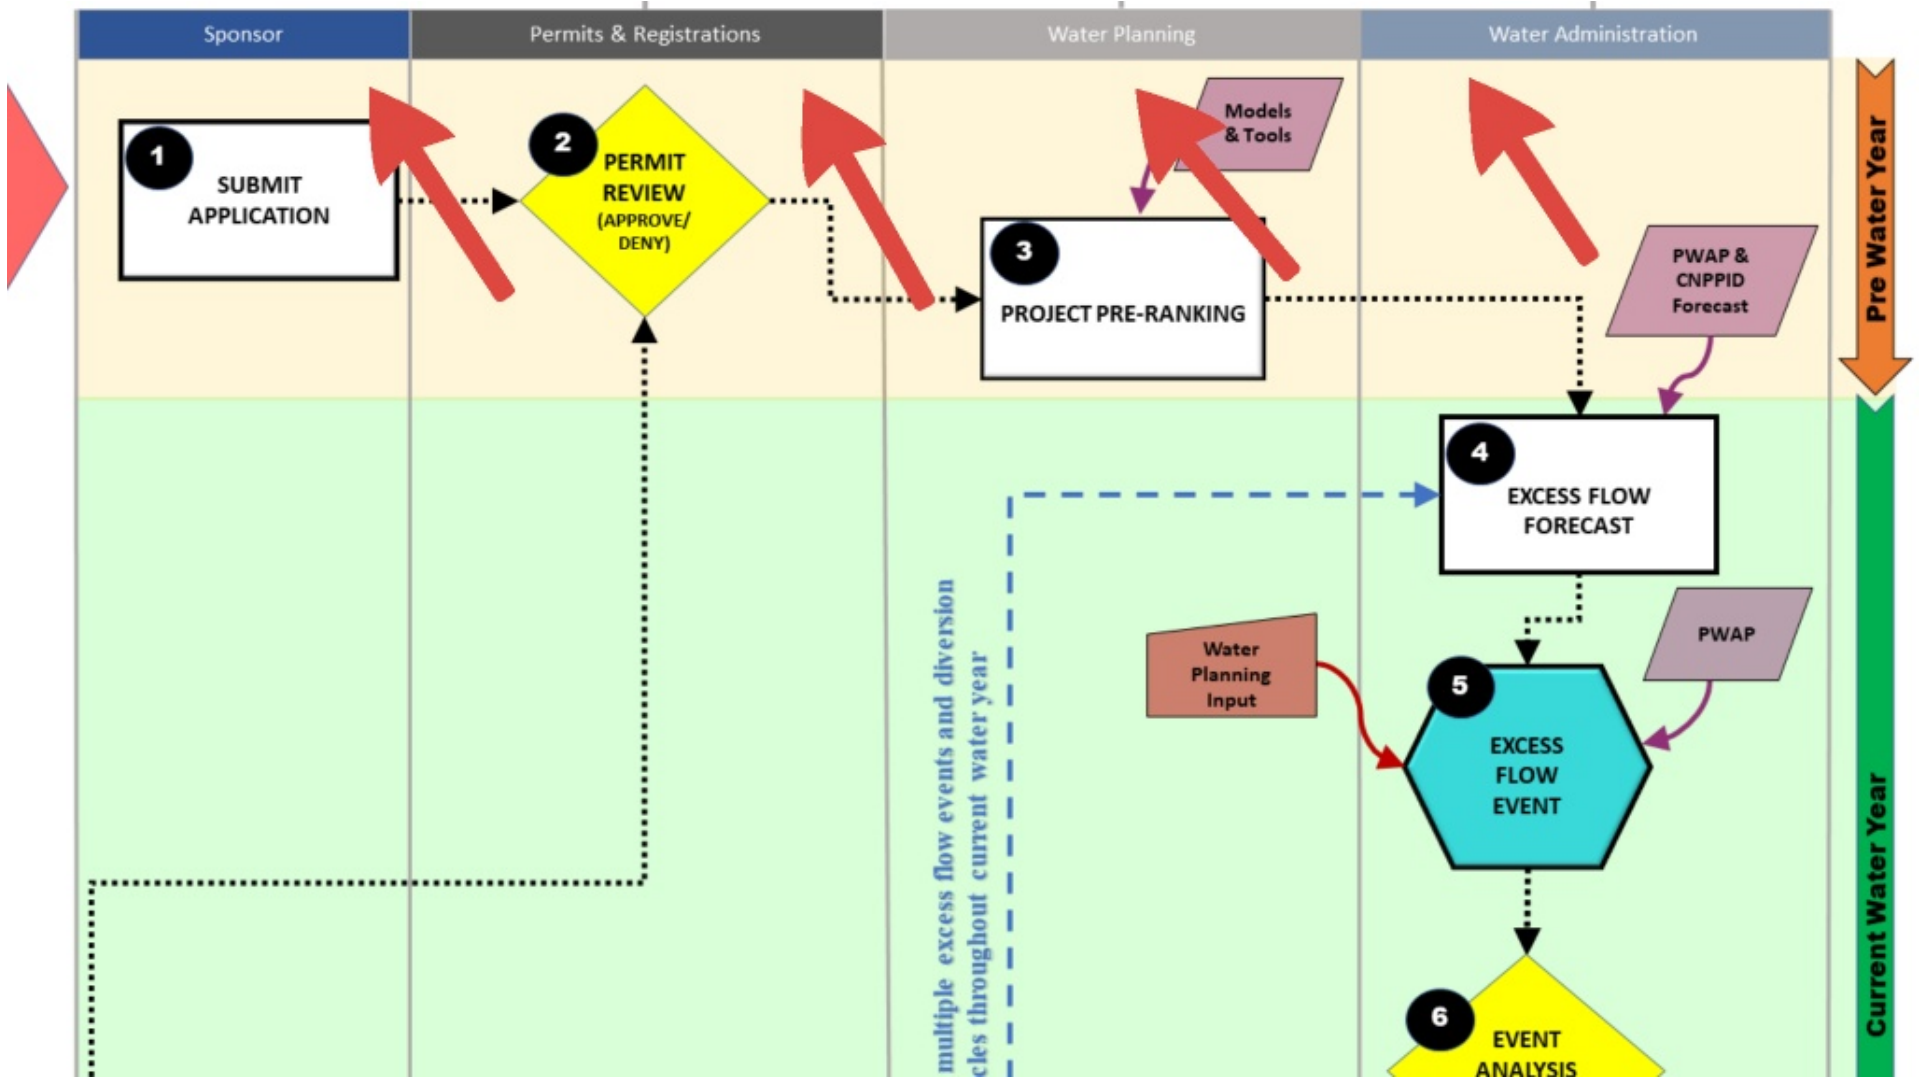 Sponsor
Permits & Registrations
Water Planning
Water Administration
1
SUBMIT
APPLICATION
2
PERMIT
REVIEW
(APPROVE/
DENY)
Models
& Tools
3
PROJECT PRE-RANKING
PWAP &
CNPPID
Forecast
Pre Water Year
4
EXCESS FLOW
FORECAST
multiple excess flow events and diversion
cles throughout current water year
Water
Planning
Input
PWAP
5
EXCESS
FLOW
EVENT
6
EVENT
ANALYSIS
Current Water Year